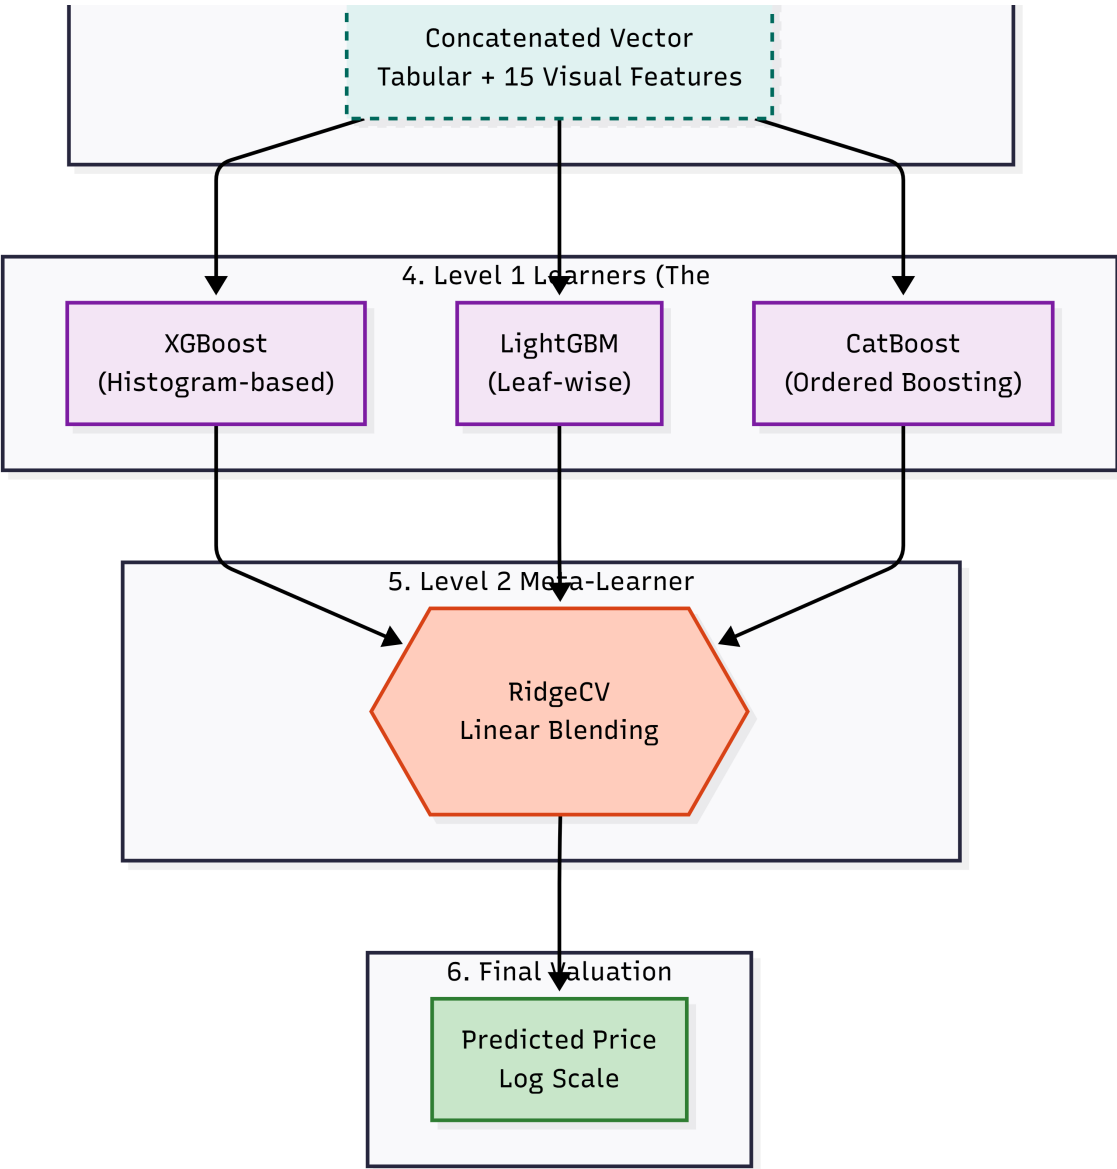 Concatenated Vector
Tabular + 15 Visual Features
4. Level 1 Learners (The
XGBoost
(Histogram-based)
LightGBM
(Leaf-wise)
CatBoost
(Ordered Boosting)
5. Level 2 Meta-Learner
RidgeCV
Linear Blending
6. Final Valuation
Predicted Price
Log Scale